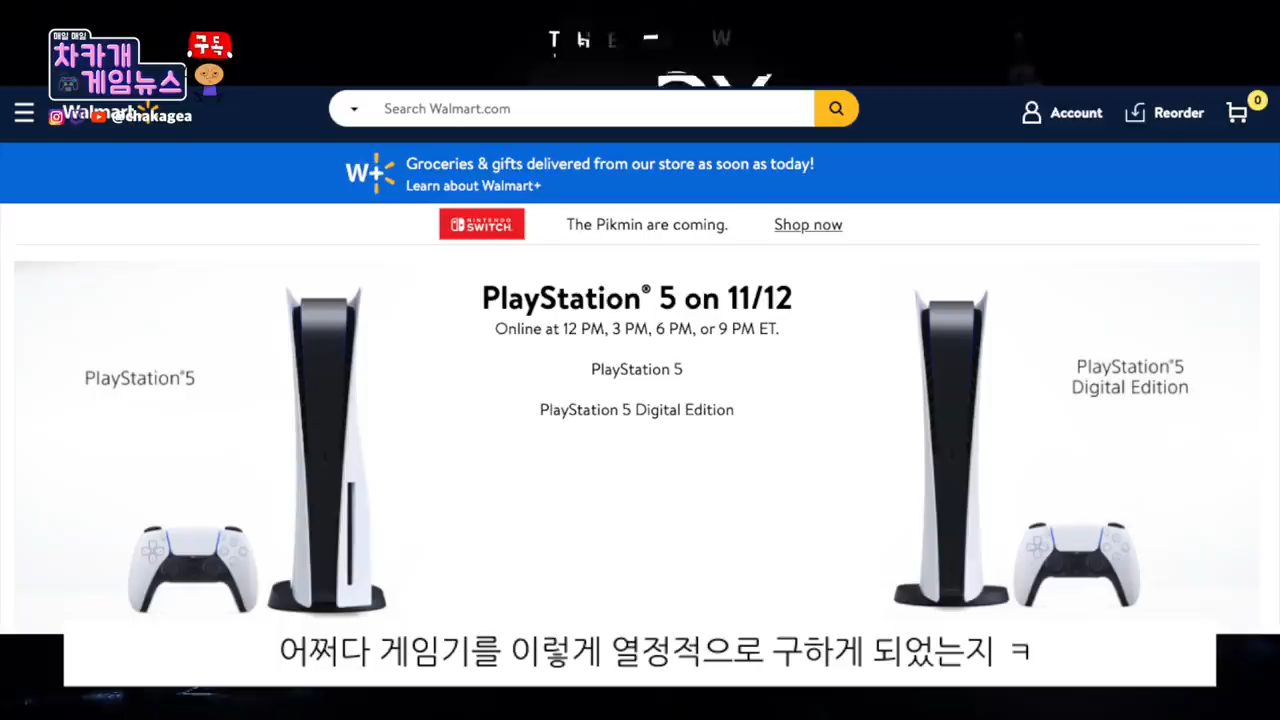 THE W
매일 매일
차카개
게임뉴스
구독
Walmart
@chakagea
Search Walmart.com
Account
Reorder
0
W+
Groceries & gifts delivered from our store as soon as today!
Learn about Walmart+
NINTENDO
SWITCH.
The Pikmin are coming.
Shop now
PlayStation® 5 on 11/12
Online at 12 PM, 3 PM, 6 PM, or 9 PM ET.
PlayStation 5
PlayStation 5 Digital Edition
PlayStation®5
PlayStation®5
Digital Edition
어쩌다 게임기를 이렇게 열정적으로 구하게 되었는지 ㅋ